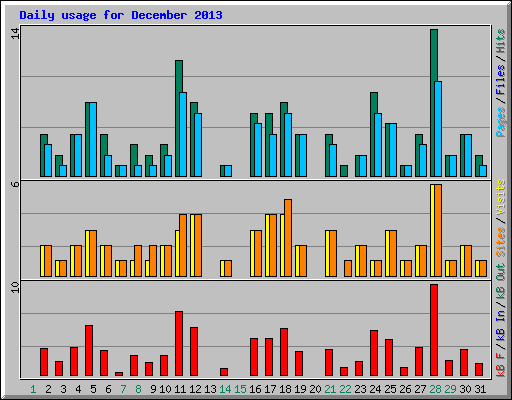 Daily usage for December 2013
14
Pages / Files / Hits
6
Sites / Visits
10
kB F / kB In / kB Out
1 2 3 4 5 6 7 8 9 10 11 12 13 14 15 16 17 18 19 20 21 22 23 24 25 26 27 28 29 30 31